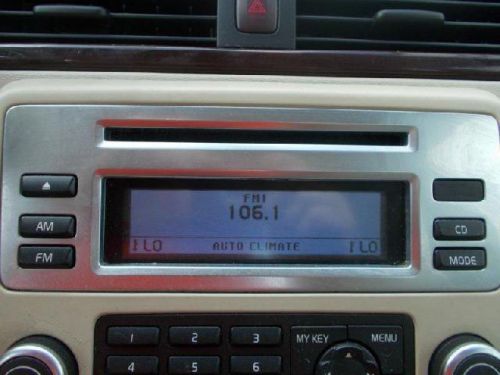 FM1
106.1
LO AUTO CLIMATE LO
AM
FM
CD
MODE
1 2 3 MY KEY MENU
4 5 6